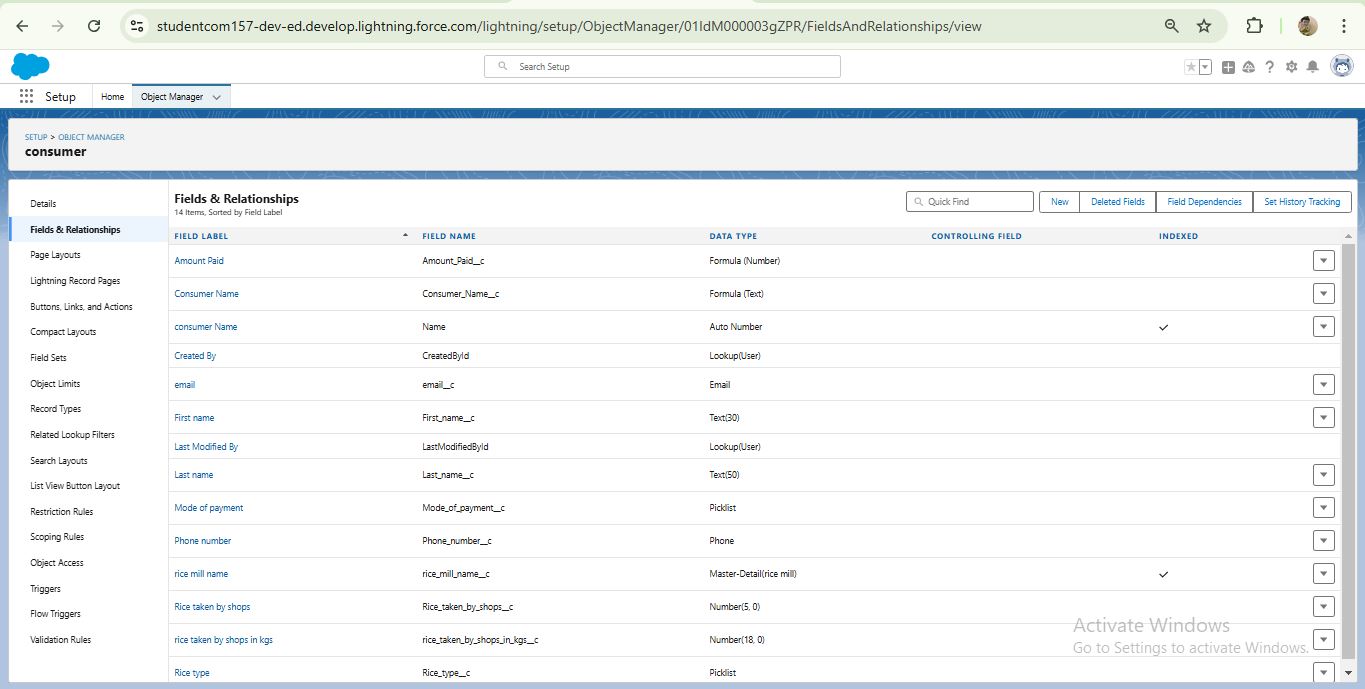 studentcom157-dev-ed.develop.lightning.force.com/lightning/setup/ObjectManager/01IdM000003gZPR/FieldsAndRelationships/view
Search Setup
Setup Home Object Manager
SETUP > OBJECT MANAGER
consumer
Details
Fields & Relationships
Page Layouts
Lightning Record Pages
Buttons, Links, and Actions
Compact Layouts
Field Sets
Object Limits
Record Types
Related Lookup Filters
Search Layouts
List View Button Layout
Restriction Rules
Scoping Rules
Object Access
Triggers
Flow Triggers
Validation Rules
Fields & Relationships
14 Items, Sorted by Field Label
Quick Find New Deleted Fields Field Dependencies Set History Tracking
FIELD LABEL FIELD NAME DATA TYPE CONTROLLING FIELD INDEXED
Amount Paid Amount_Paid__c Formula (Number)
Consumer Name Consumer_Name__c Formula (Text)
consumer Name Name Auto Number
Created By CreatedById Lookup(User)
email email__c Email
First name First_name__c Text(30)
Last Modified By LastModifiedById Lookup(User)
Last name Last_name__c Text(50)
Mode of payment Mode_of_payment__c Picklist
Phone number Phone_number__c Phone
rice mill name rice_mill_name__c Master-Detail(rice mill)
Rice taken by shops Rice_taken_by_shops__c Number(5, 0)
rice taken by shops in kgs rice_taken_by_shops_in_kgs__c Number(18, 0)
Rice type Rice_type__c Picklist
Activate Windows
Go to Settings to activate Windows.